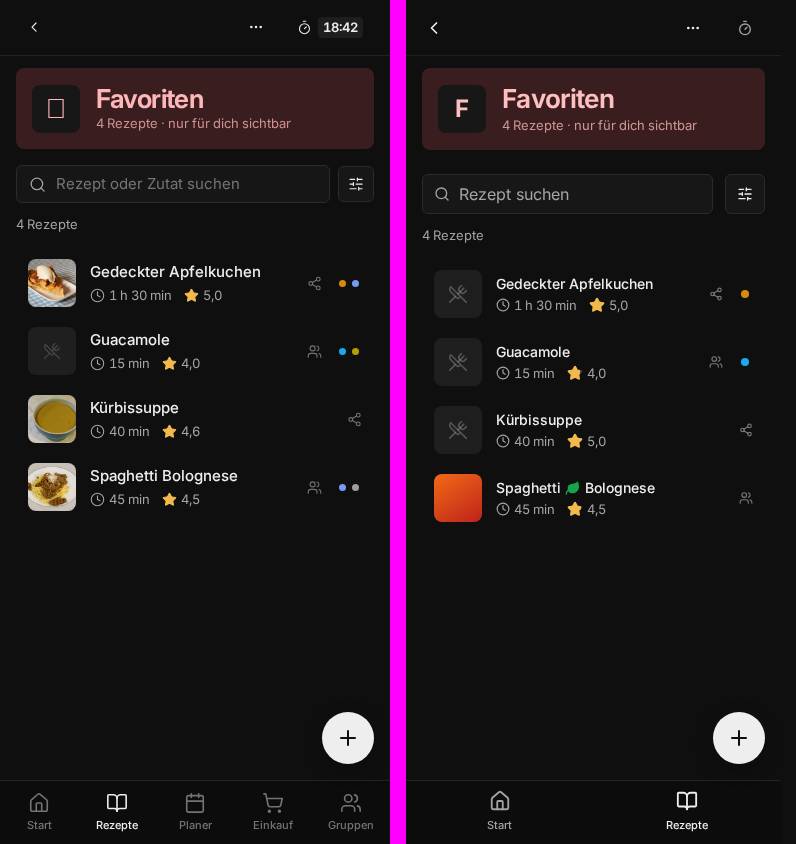 18:42
Favoriten
4 Rezepte · nur für dich sichtbar
Rezept oder Zutat suchen
4 Rezepte
Gedeckter Apfelkuchen
1 h 30 min 5,0
Guacamole
15 min 4,0
Kürbissuppe
40 min 4,6
Spaghetti Bolognese
45 min 4,5
Start Rezepte Planer Einkauf Gruppen
F
Favoriten
4 Rezepte · nur für dich sichtbar
Rezept suchen
4 Rezepte
Gedeckter Apfelkuchen
1 h 30 min 5,0
Guacamole
15 min 4,0
Kürbissuppe
40 min 5,0
Spaghetti Bolognese
45 min 4,5
Start Rezepte